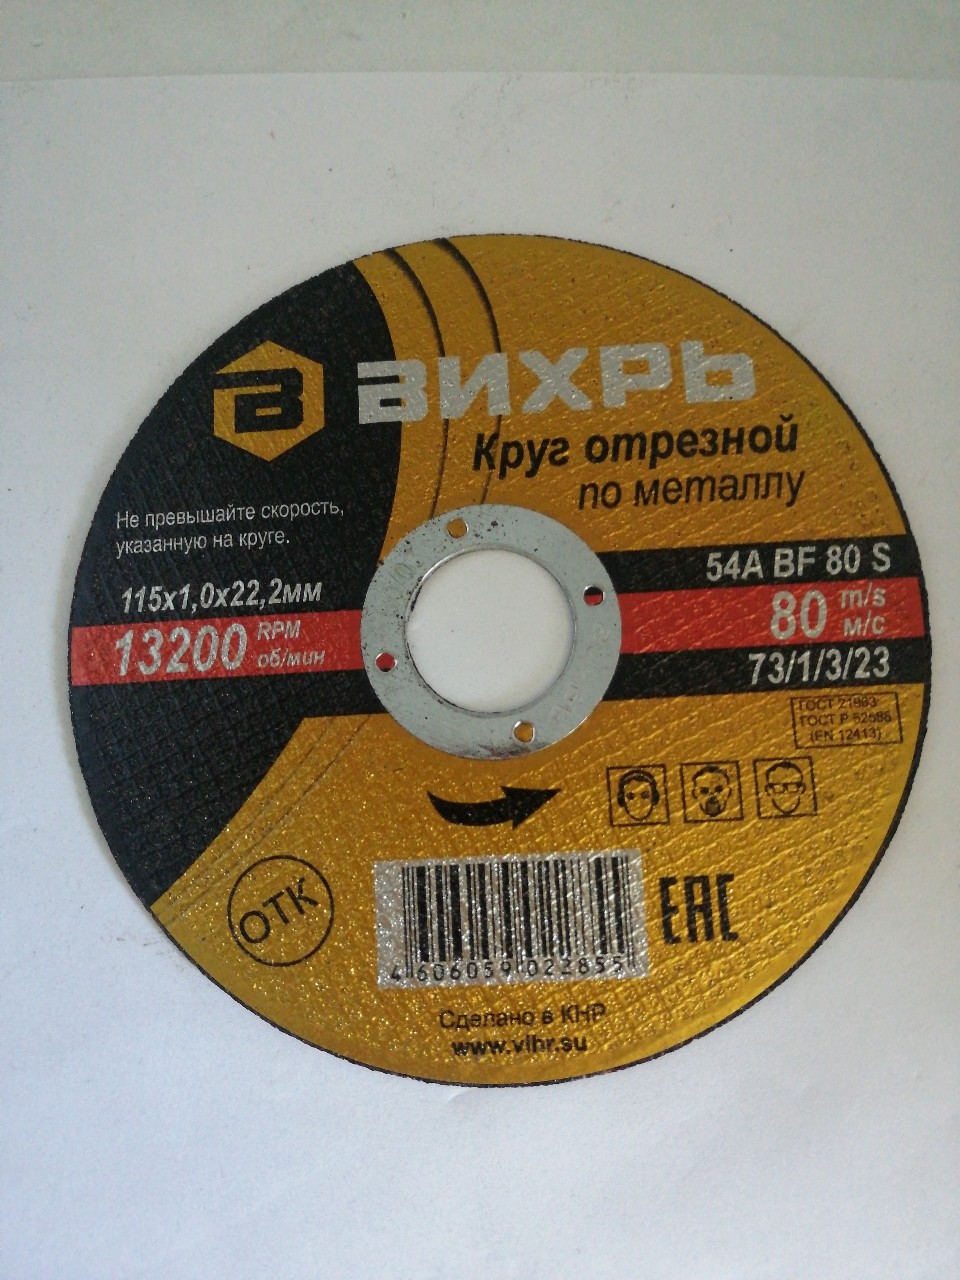 ВИХРЬ
Круг отрезной
по металлу
Не превышайте скорость,
указанную на круге.
115x1,0x22,2мм
13200 RPM
об/мин
54A BF 80 S
80 m/s
м/с
73/1/3/23
ГОСТ 21963
ГОСТ Р 52588
(EN 12413)
ОТК
EAC
4 606059 022855
Сделано в КНР
www.vihr.su